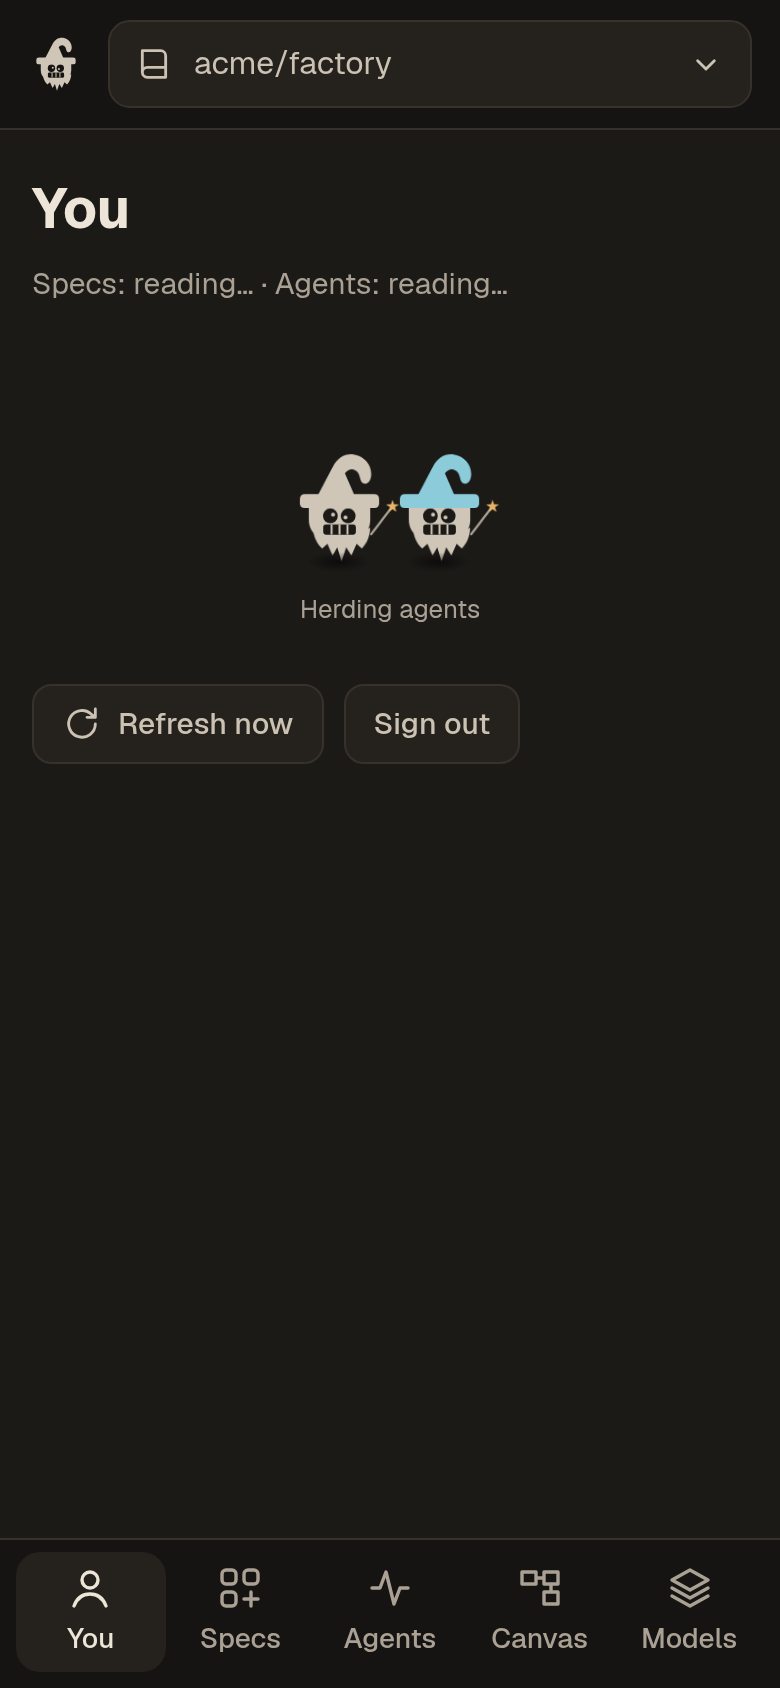 acme/factory
You
Specs: reading… · Agents: reading…
Herding agents
Refresh now
Sign out
You
Specs
Agents
Canvas
Models